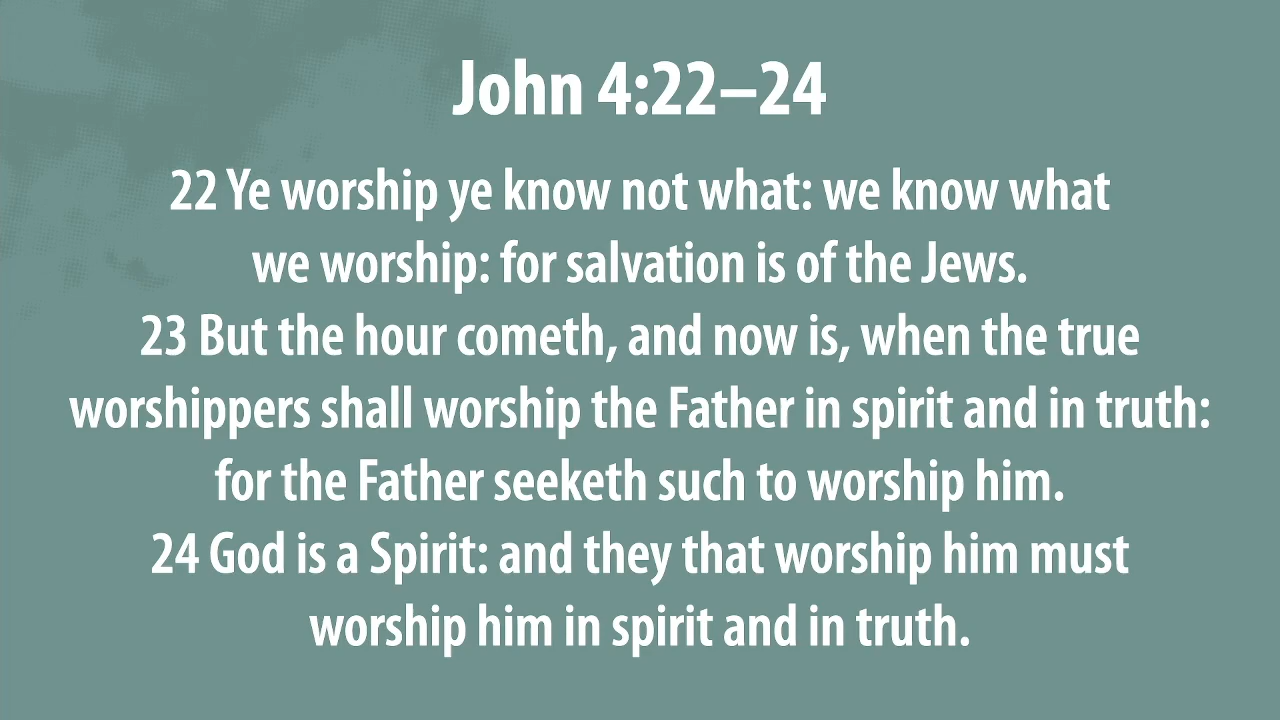 John 4:22–24
22 Ye worship ye know not what: we know what
we worship: for salvation is of the Jews.
23 But the hour cometh, and now is, when the true
worshippers shall worship the Father in spirit and in truth:
for the Father seeketh such to worship him.
24 God is a Spirit: and they that worship him must
worship him in spirit and in truth.